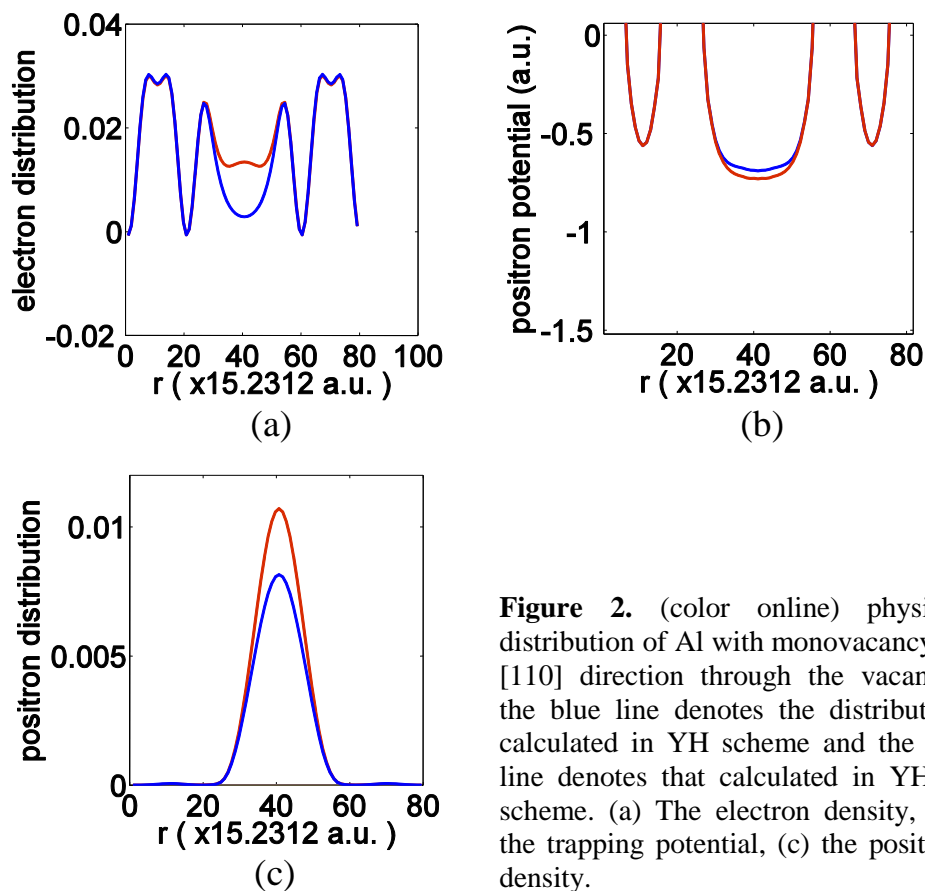 0.04
0.02
0
-0.02
electron distribution
0 20 40 60 80 100
r ( x15.2312 a.u. )
(a)
0
-0.5
-1
-1.5
positron potential (a.u.)
20 40 60 80
r ( x15.2312 a.u. )
(b)
0.01
0.005
0
positron distribution
0 20 40 60 80
r ( x15.2312 a.u. )
(c)
Figure 2. (color online) physi
distribution of Al with monovacancy
[110] direction through the vacan
the blue line denotes the distribut
calculated in YH scheme and the
line denotes that calculated in YH
scheme. (a) The electron density,
the trapping potential, (c) the posit
density.